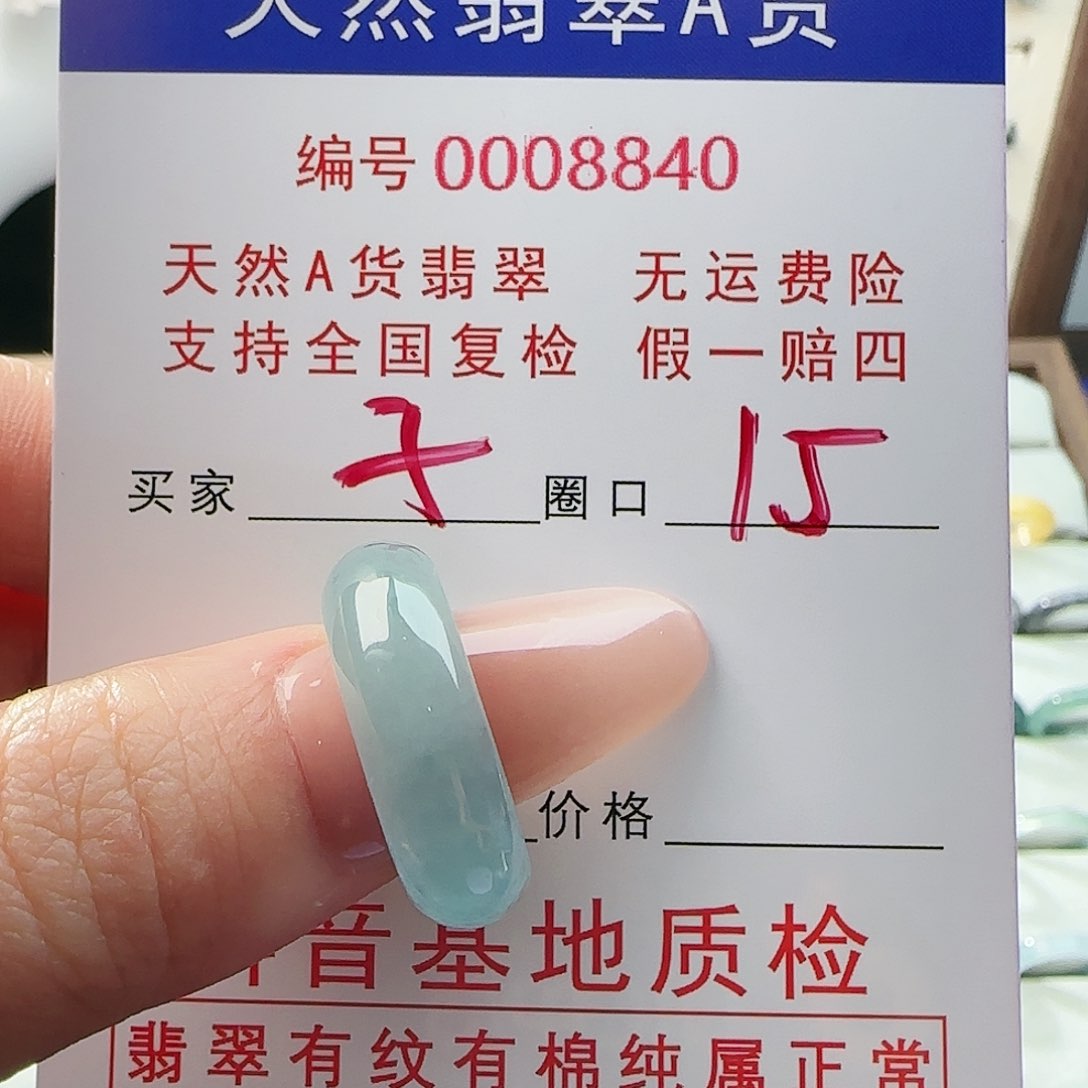 天然翡翠A货
编号 0008840
天然A货翡翠 无运费险
支持全国复检 假一赔四
买家 圈口 15
价格
音基地质检
翡翠有纹有棉纯属正常